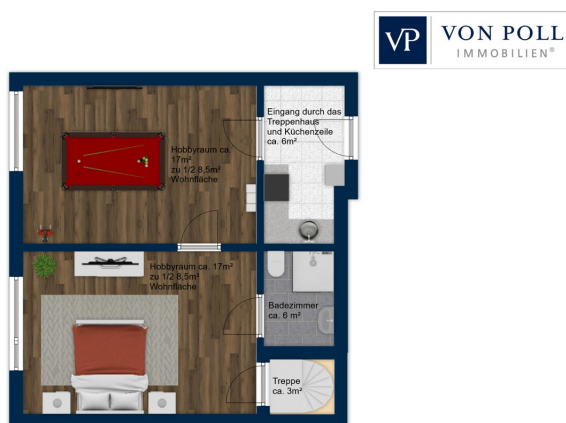 VP
VON POLL
IMMOBILIEN®
Eingang durch das
Treppenhaus
und Küchenzeile
ca. 6m²
Hobbyraum ca.
17m²
zu 1/2 8,5m²
Wohnfläche
Hobbyraum ca. 17m²
zu 1/2 8,5m²
Wohnfläche
Badezimmer
ca. 6 m²
Treppe
ca. 3m²